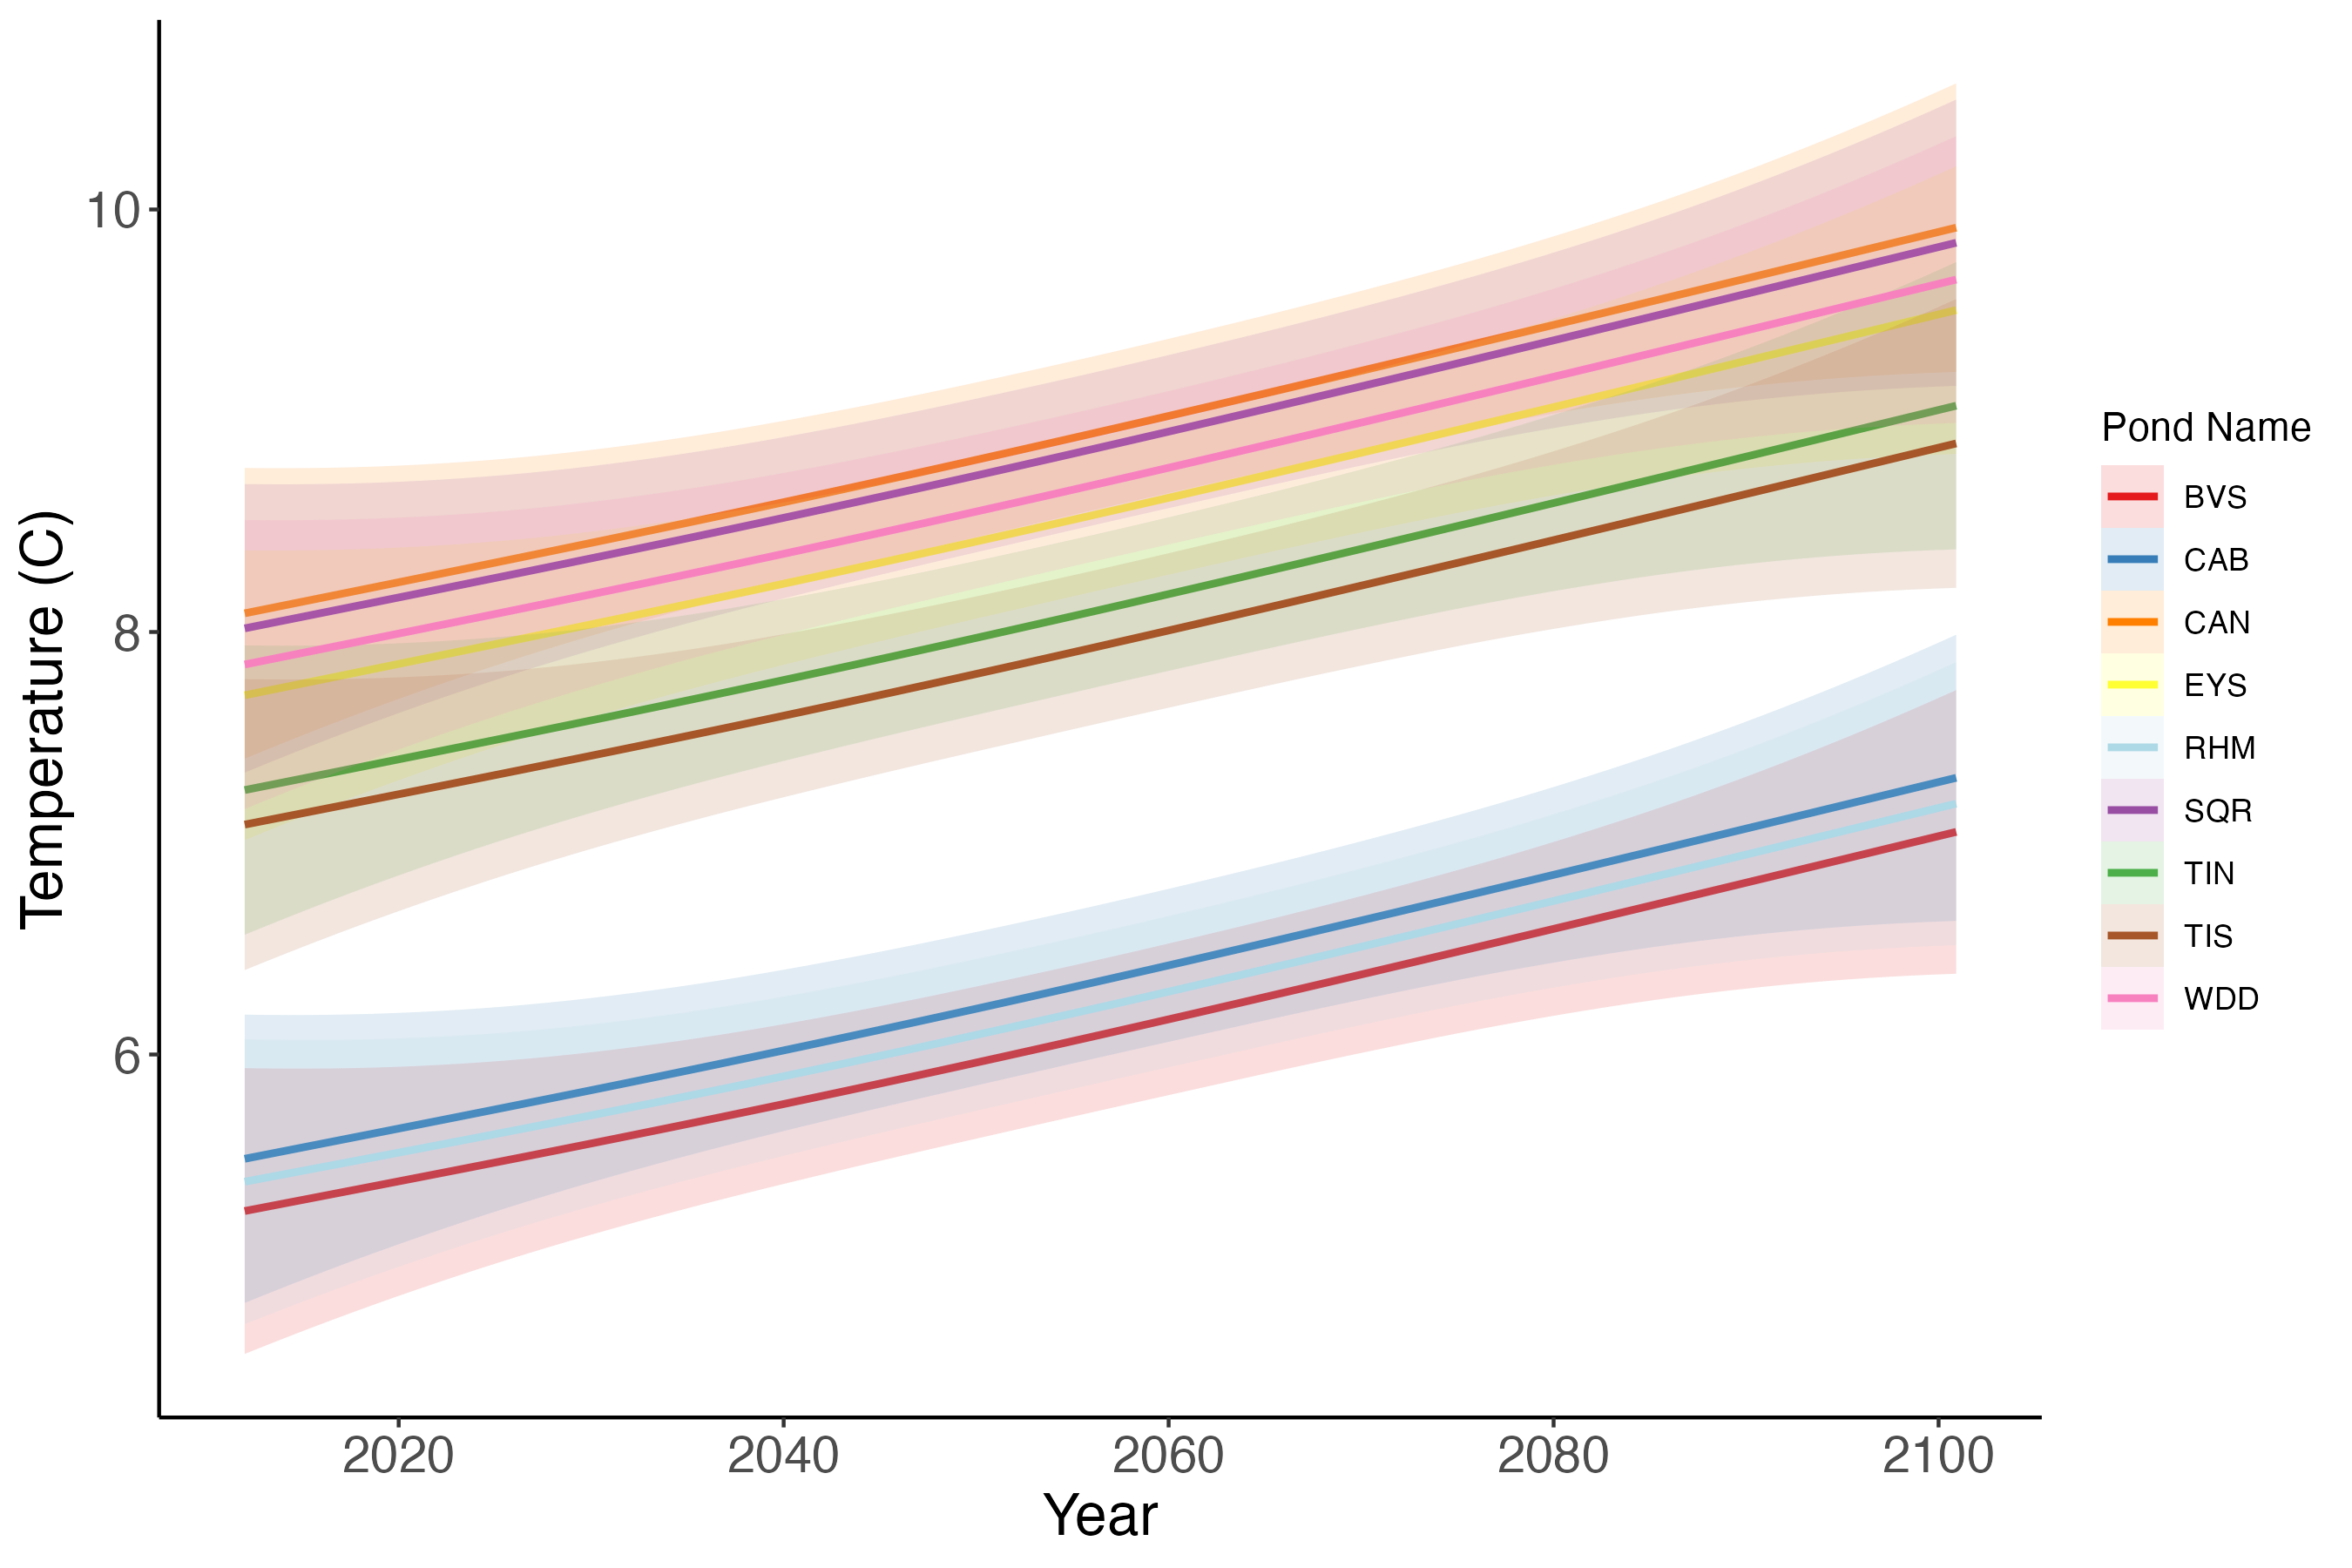 Temperature (C)
10
8
6
2020
2040
2060
2080
2100
Year
Pond Name
BVS
CAB
CAN
EYS
RHM
SQR
TIN
TIS
WDD